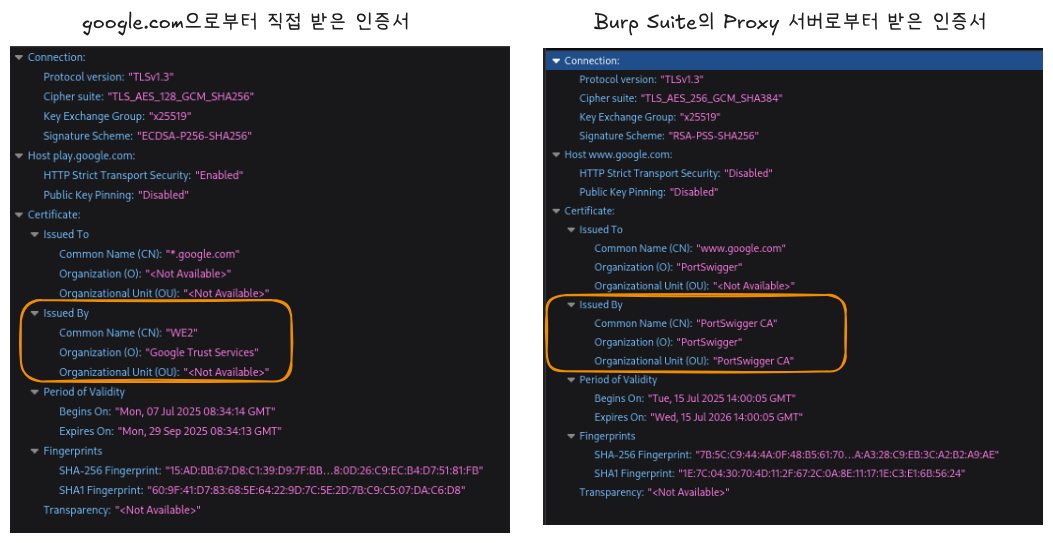 google.com으로부터 직접 받은 인증서
Connection:
Protocol version: "TLSv1.3"
Cipher suite: "TLS_AES_128_GCM_SHA256"
Key Exchange Group: "x25519"
Signature Scheme: "ECDSA-P256-SHA256"
Host play.google.com:
HTTP Strict Transport Security: "Enabled"
Public Key Pinning: "Disabled"
Certificate:
Issued To
Common Name (CN): "*.google.com"
Organization (O): "<Not Available>"
Organizational Unit (OU): "<Not Available>"
Issued By
Common Name (CN): "WE2"
Organization (O): "Google Trust Services"
Organizational Unit (OU): "<Not Available>"
Period of Validity
Begins On: "Mon, 07 Jul 2025 08:34:14 GMT"
Expires On: "Mon, 29 Sep 2025 08:34:13 GMT"
Fingerprints
SHA-256 Fingerprint: "15:AD:BB:67:D8:C1:39:D9:7F:BB…8:0D:26:C9:EC:B4:D7:51:81:FB"
SHA1 Fingerprint: "60:9F:41:D7:83:68:5E:64:22:9D:7C:5E:2D:7B:C9:C5:07:DA:C6:D8"
Transparency: "<Not Available>"
Burp Suite의 Proxy 서버로부터 받은 인증서
Connection:
Protocol version: "TLSv1.3"
Cipher suite: "TLS_AES_256_GCM_SHA384"
Key Exchange Group: "x25519"
Signature Scheme: "RSA-PSS-SHA256"
Host www.google.com:
HTTP Strict Transport Security: "Disabled"
Public Key Pinning: "Disabled"
Certificate:
Issued To
Common Name (CN): "www.google.com"
Organization (O): "PortSwigger"
Organizational Unit (OU): "<Not Available>"
Issued By
Common Name (CN): "PortSwigger CA"
Organization (O): "PortSwigger"
Organizational Unit (OU): "PortSwigger CA"
Period of Validity
Begins On: "Tue, 15 Jul 2025 14:00:05 GMT"
Expires On: "Wed, 15 Jul 2026 14:00:05 GMT"
Fingerprints
SHA-256 Fingerprint: "7B:5C:C9:44:4A:0F:48:B5:61:70…A:A3:28:C9:EB:3C:A2:B2:A9:AE"
SHA1 Fingerprint: "1E:7C:04:30:70:4D:11:2F:67:2C:0A:8E:11:17:1E:C3:E1:6B:56:24"
Transparency: "<Not Available>"